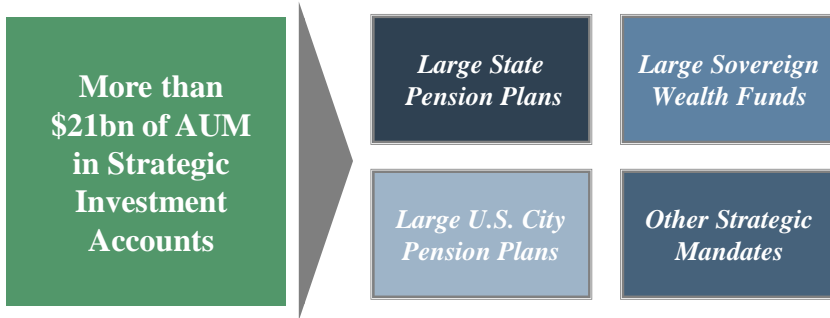 More than
$21bn of AUM
in Strategic
Investment
Accounts
Large State
Pension Plans
Large Sovereign
Wealth Funds
Large U.S. City
Pension Plans
Other Strategic
Mandates